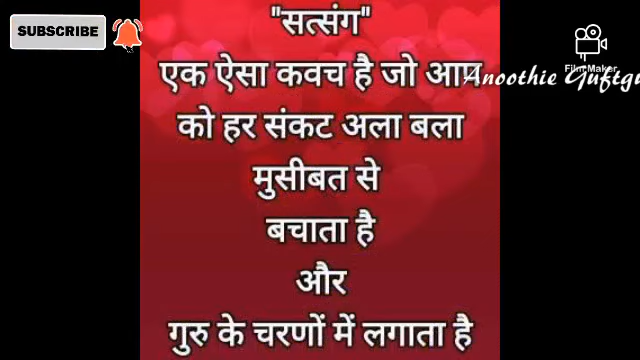 "सत्संग"
SUBSCRIBE
Film Maker
एक ऐसा कवच है जो आप
Anoothie Guftgu
को हर संकट अला बला
मुसीबत से
बचाता है
और
गुरु के चरणों में लगाता है